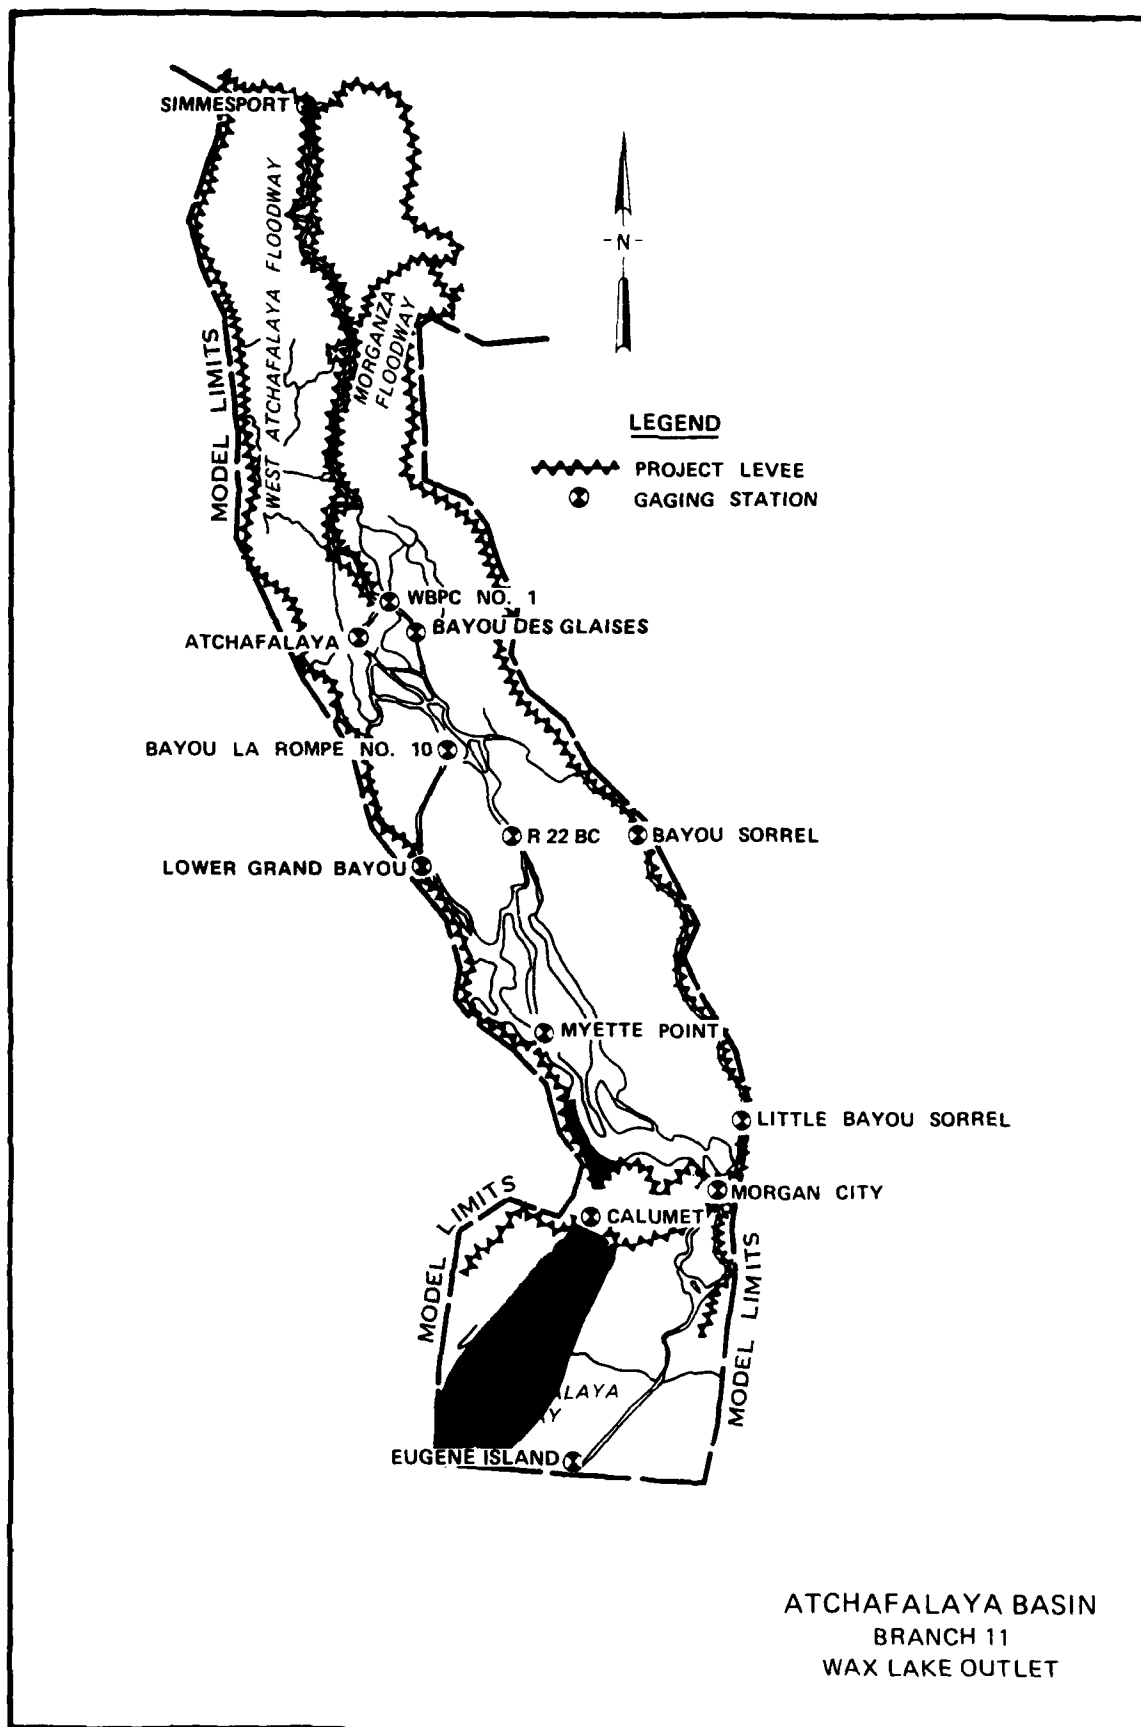 SIMMESPORT
WEST ATCHAFALAYA FLOODWAY
-N-
MODEL LIMITS
MORGANZA
FLOODWAY
LEGEND
PROJECT LEVEE
GAGING STATION
WBPC NO. 1
BAYOU DES GLAISES
ATCHAFALAYA
BAYOU LA ROMPE NO. 10
R 22 BC
BAYOU SORREL
LOWER GRAND BAYOU
MYETTE POINT
LITTLE BAYOU SORREL
MORGAN CITY
MODEL LIMITS
CALUMET
MODEL LIMITS
ALAYA
AY
EUGENE ISLAND
ATCHAFALAYA BASIN
BRANCH 11
WAX LAKE OUTLET